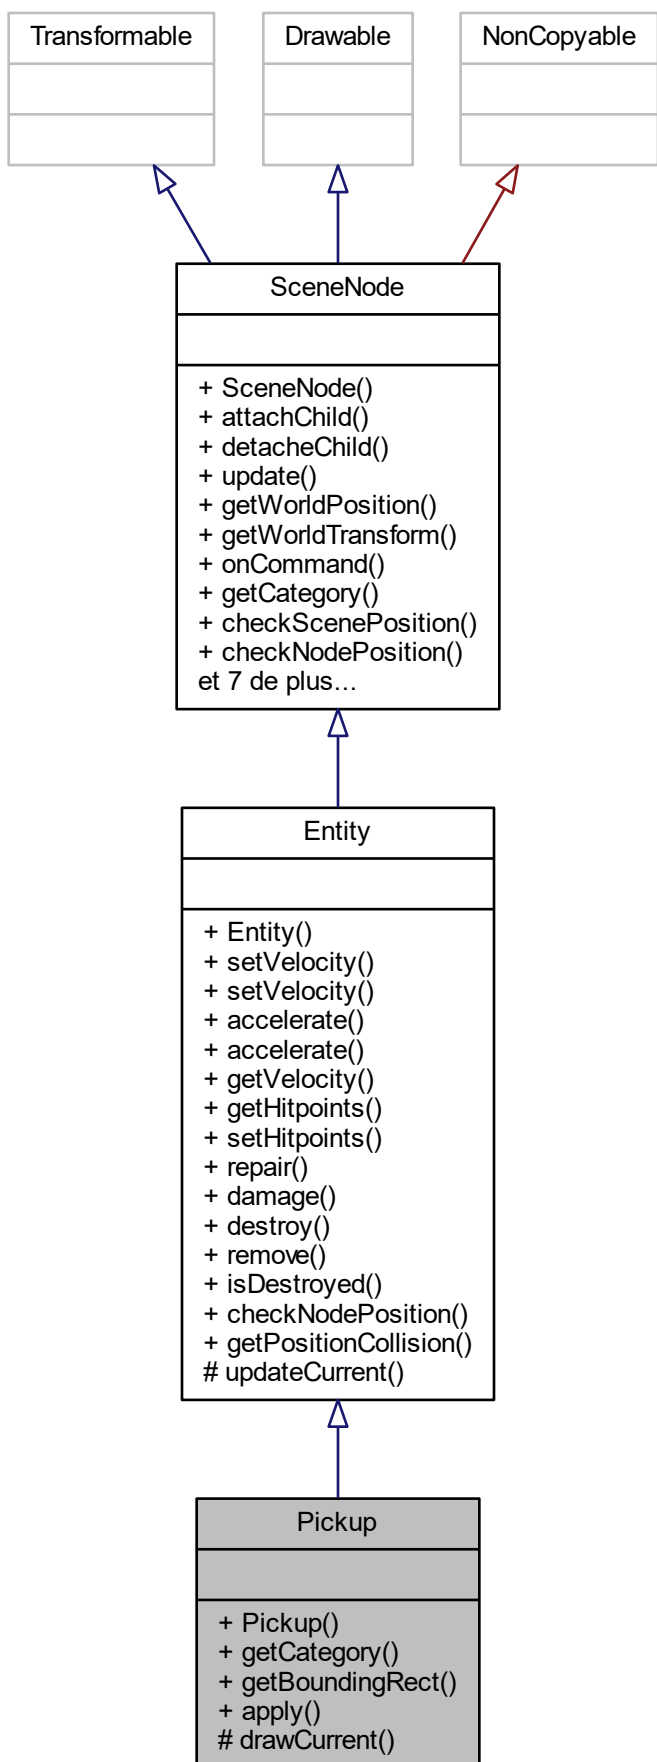 Transformable
Drawable
NonCopyable
SceneNode
+ SceneNode()
+ attachChild()
+ detacheChild()
+ update()
+ getWorldPosition()
+ getWorldTransform()
+ onCommand()
+ getCategory()
+ checkScenePosition()
+ checkNodePosition()
et 7 de plus...
Entity
+ Entity()
+ setVelocity()
+ setVelocity()
+ accelerate()
+ accelerate()
+ getVelocity()
+ getHitpoints()
+ setHitpoints()
+ repair()
+ damage()
+ destroy()
+ remove()
+ isDestroyed()
+ checkNodePosition()
+ getPositionCollision()
# updateCurrent()
Pickup
+ Pickup()
+ getCategory()
+ getBoundingRect()
+ apply()
# drawCurrent()